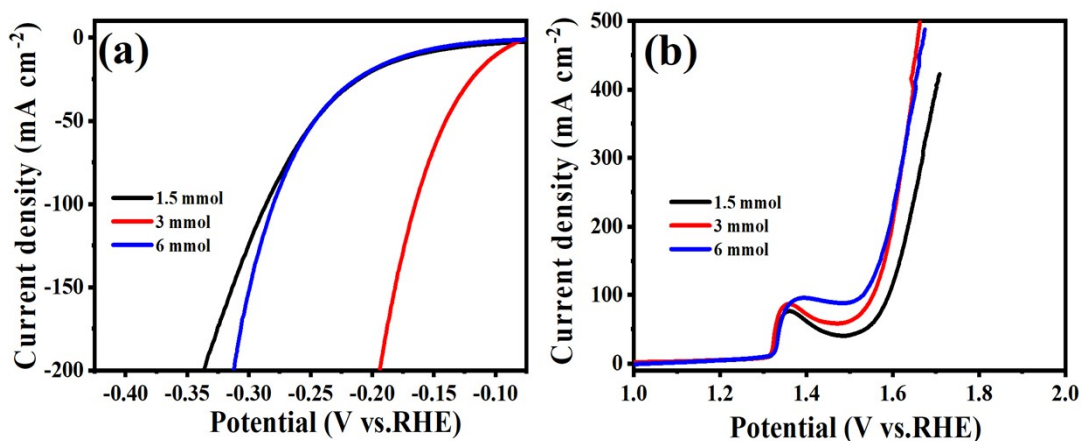 (a)
Current density (mA cm⁻²)
0
-50
-100
-150
-200
1.5 mmol
3 mmol
6 mmol
-0.40 -0.35 -0.30 -0.25 -0.20 -0.15 -0.10
Potential (V vs.RHE)
(b)
Current density (mA cm⁻²)
500
400
300
200
100
0
1.5 mmol
3 mmol
6 mmol
1.0 1.2 1.4 1.6 1.8 2.0
Potential (V vs.RHE)